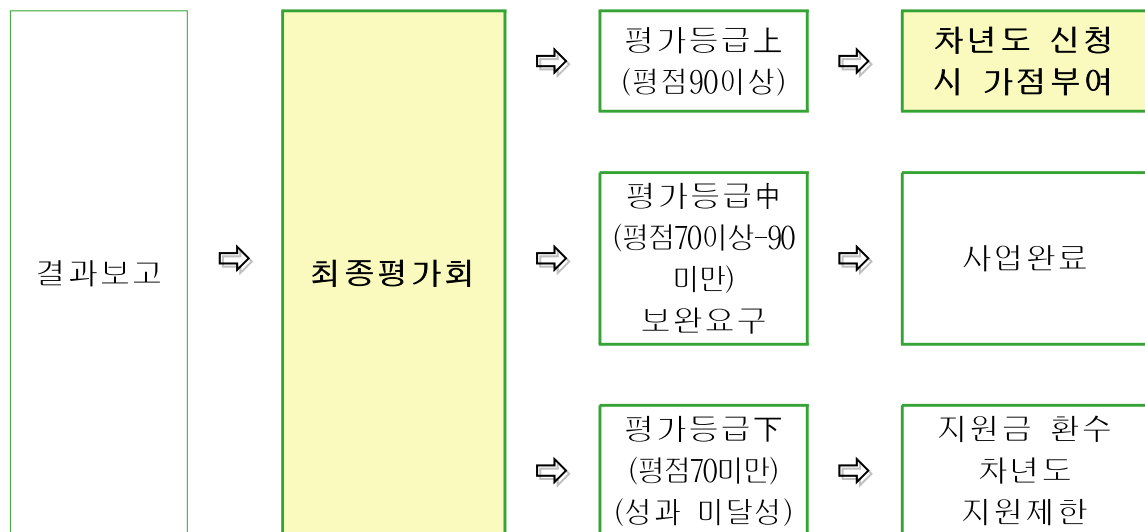 결과보고
최종평가회
평가등급上
(평점90이상)
차년도 신청
시 가점부여
평가등급中
(평점70이상-90
미만)
보완요구
사업완료
평가등급下
(평점70미만)
(성과 미달성)
지원금 환수
차년도
지원제한